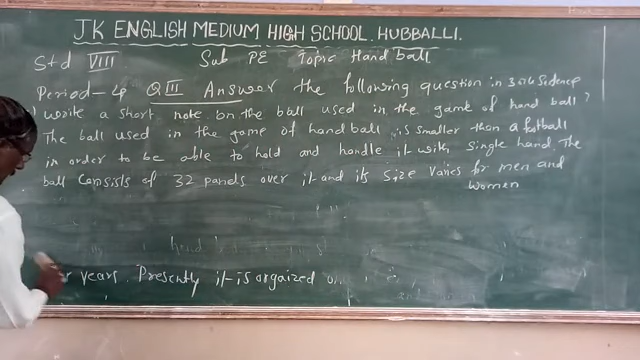 JK ENGLISH MEDIUM HIGH SCHOOL. HUBBALLI.
Std VIII Sub PE Topic Hand ball
Period-4 Q III Answer the following question in 3 or 4 Sentence
1 write a short note on the ball used in the game of hand ball?
The ball used in the game of handball is smaller than a football
in order to be able to hold and handle it with single hand. The
ball consists of 32 panels over it and its size varies for men and
women
hand
years. Presently it is orgaized